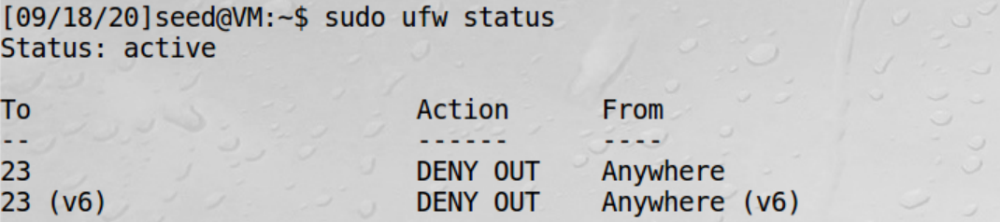 [09/18/20]seed@VM:~$ sudo ufw status
Status: active
To Action From
-- ------ ----
23 DENY OUT Anywhere
23 (v6) DENY OUT Anywhere (v6)